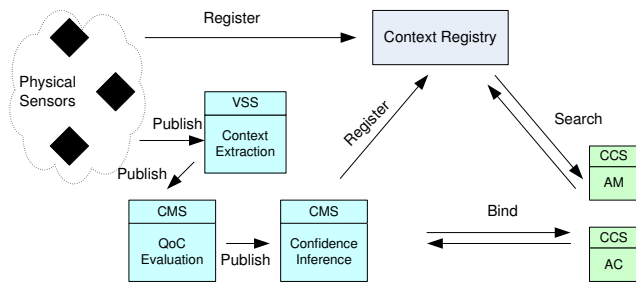 Register
Context Registry
Physical
Sensors
VSS
Context
Extraction
Publish
Publish
Register
Search
CCS
AM
CMS
QoC
Evaluation
Publish
CMS
Confidence
Inference
Bind
CCS
AC